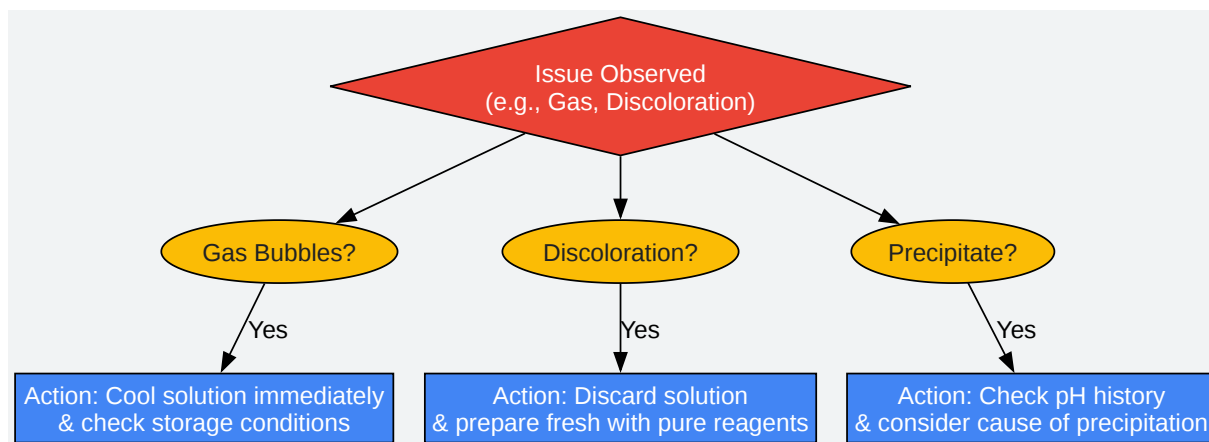 Issue Observed
(e.g., Gas, Discoloration)
Gas Bubbles?
Discoloration?
Precipitate?
Yes
Yes
Yes
Action: Cool solution immediately
& check storage conditions
Action: Discard solution
& prepare fresh with pure reagents
Action: Check pH history
& consider cause of precipitation